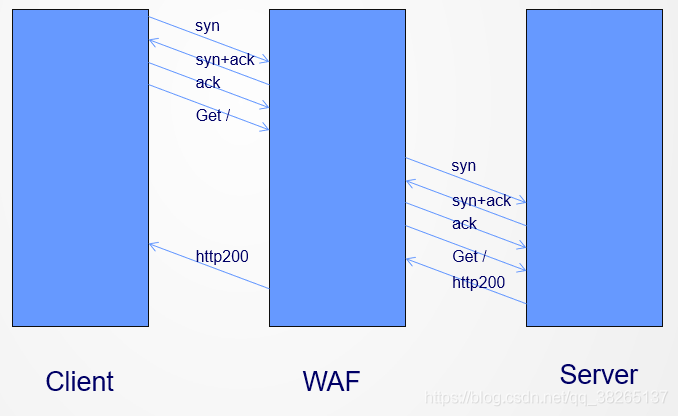 syn
syn+ack
ack
Get /
syn
syn+ack
ack
Get /
http200
http200
Client
WAF
Server
https://blog.csdn.net/qq_38265137